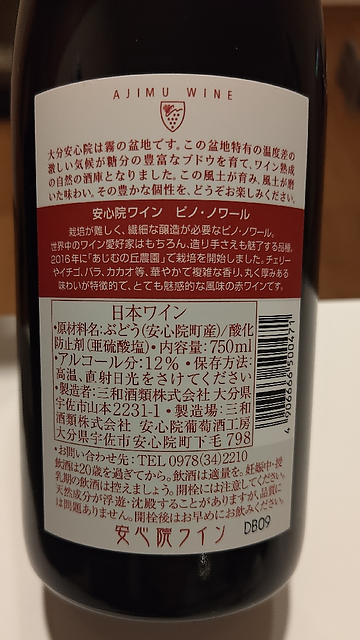 AJIMU WINE
大分安心院は霧の盆地です。この盆地特有の温度差の
激しい気候が糖分の豊富なブドウを育て、ワイン熟成
の自然の酒庫となりました。この風土が育み、風土が磨
いた味わい。その豊かな個性を、どうぞお楽しみください。
安心院ワイン ピノ・ノワール
栽培が難しく、繊細な醸造が必要なピノ・ノワール。
世界中のワイン愛好家はもちろん、造り手さえも魅了する品種。
2016年に「あじむの丘農園」で栽培を開始しました。チェリー
やイチゴ、バラ、カカオ等、華やかで複雑な香り、丸く厚みある
味わいが特徴的で、とても魅惑的な風味の赤ワインです。
日本ワイン
・原材料名:ぶどう(安心院町産)/酸化
防止剤(亜硫酸塩)・内容量:750ml
・アルコール分:12%・保存方法:
高温、直射日光をさけてください
・製造者:三和酒類株式会社 大分県
宇佐市山本2231-1・製造場:三和
酒類株式会社 安心院葡萄酒工房
大分県宇佐市安心院町下毛 798
4 906666 500471
・お問い合わせ先:TEL 0978(34)2210
飲酒は20歳を過ぎてから。飲酒は適量を。妊娠中・授
乳期の飲酒は控えましょう。開栓には注意してください。
天然成分が浮遊・沈殿することがありますが、品質に
は問題ありません。開栓後はお早めにお飲みください。
安心院ワイン
DB09